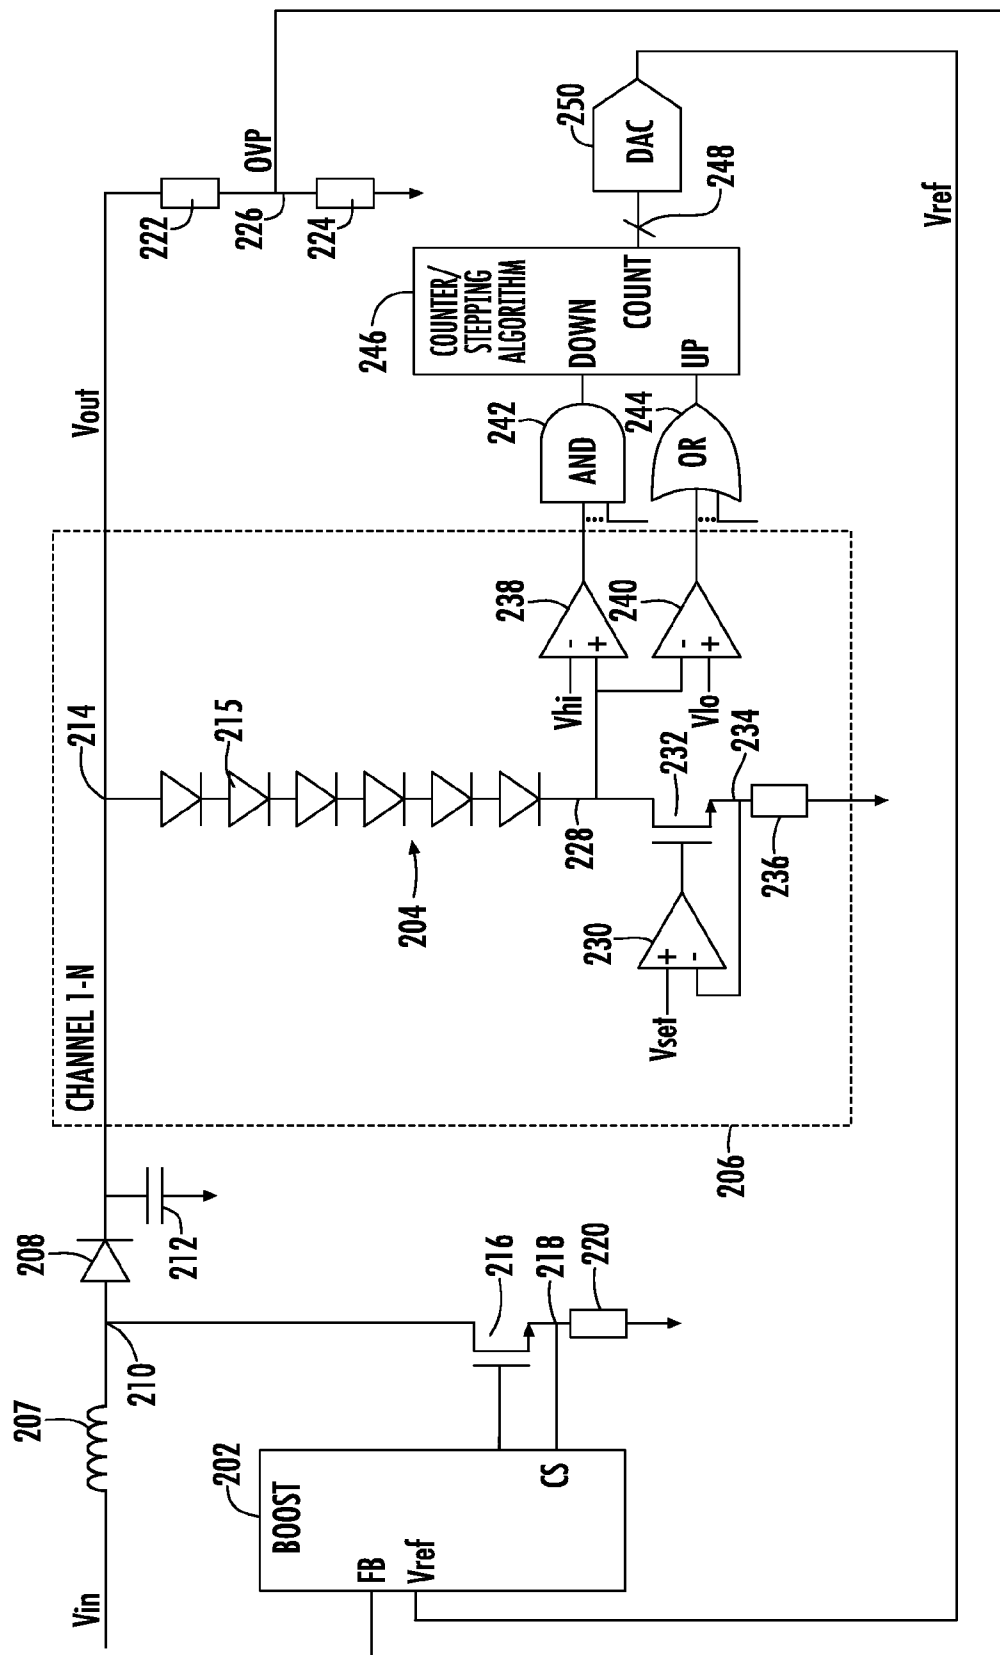 Vin
207
210
208
212
CHANNEL 1-N
214
Vout
222
226
OVP
224
202
BOOST
FB
Vref
CS
216
218
220
204
215
228
230
Vset
+
-
232
234
236
206
Vhi
-
+
238
Vlo
-
+
240
242
AND
244
OR
246
COUNTER/
STEPPING
ALGORITHM
DOWN
UP
COUNT
248
250
DAC
Vref